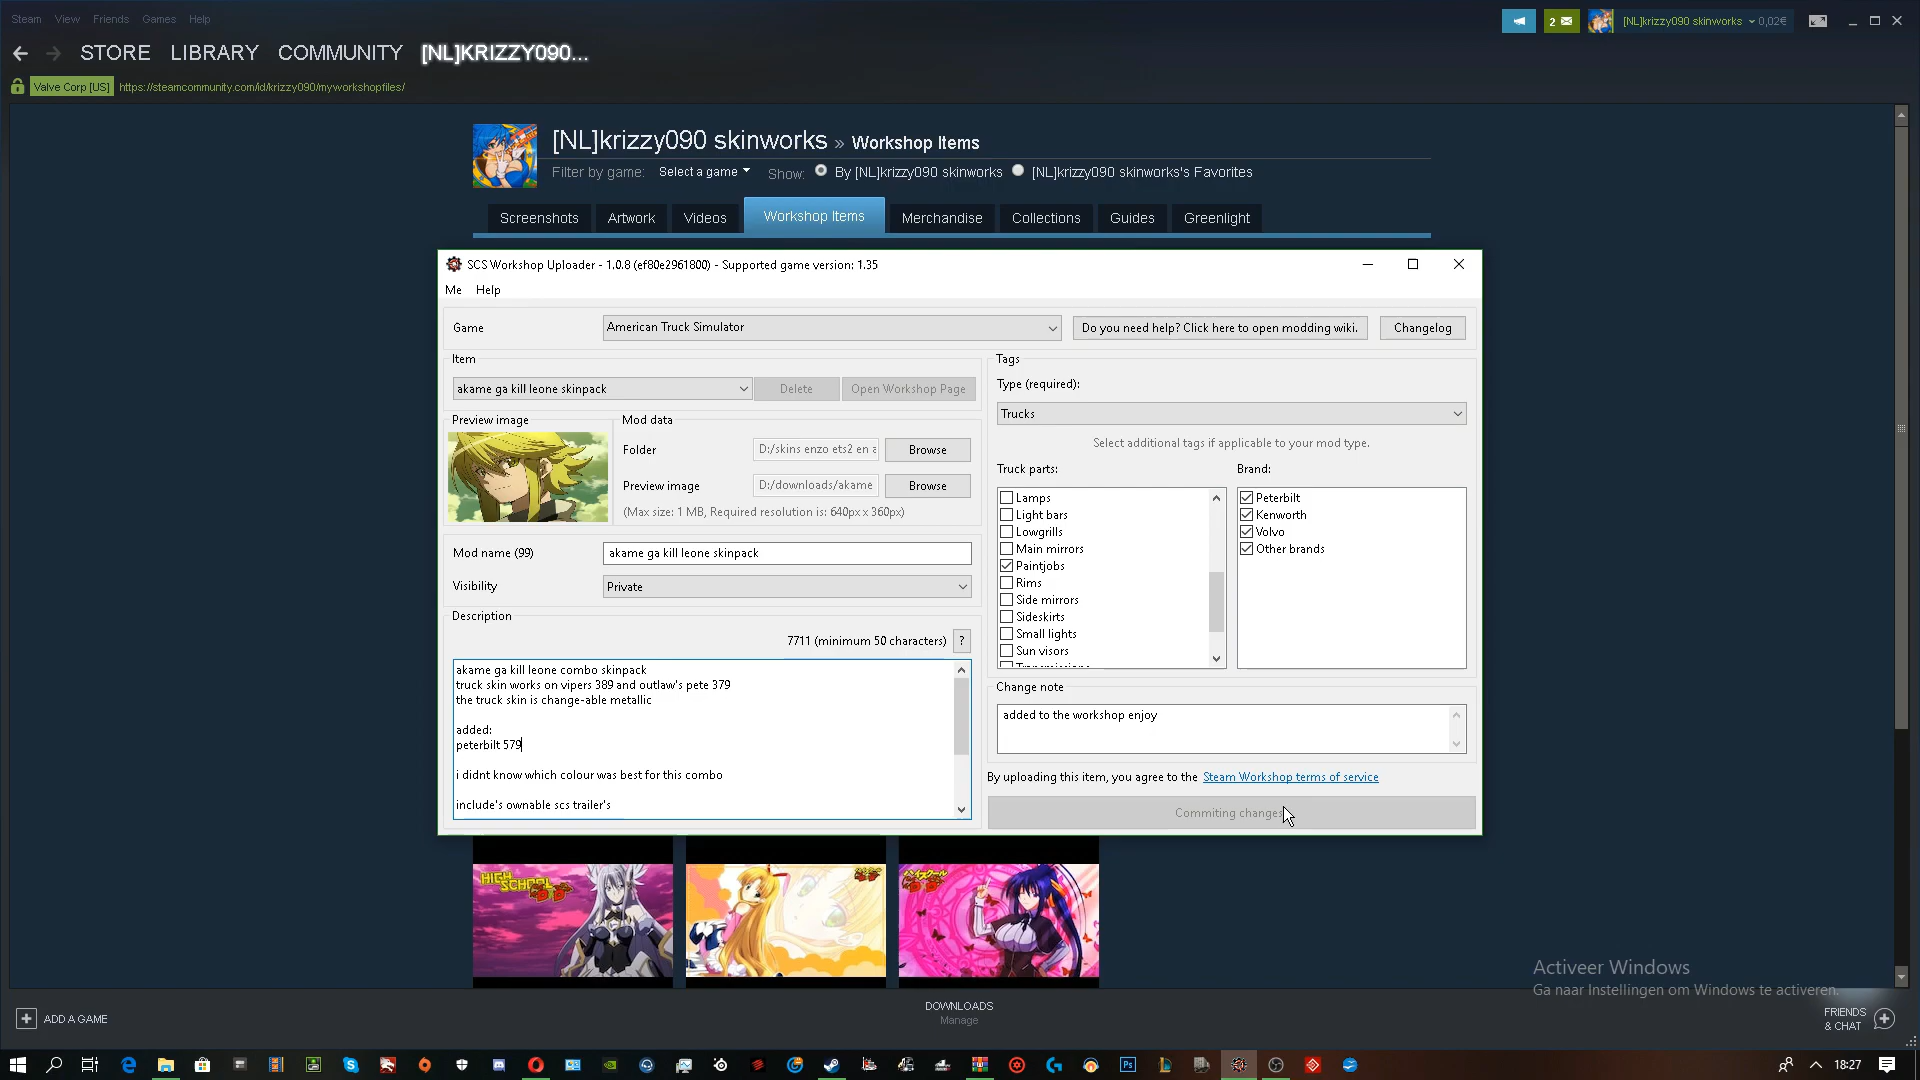 Steam View Friends Games Help
2 [NL]krizzy090 skinworks 0,02€
STORE LIBRARY COMMUNITY [NL]KRIZZY090...
Valve Corp [US] https://steamcommunity.com/id/krizzy090/myworkshopfiles/
[NL]krizzy090 skinworks » Workshop Items
Filter by game: Select a game Show: By [NL]krizzy090 skinworks [NL]krizzy090 skinworks's Favorites
Screenshots Artwork Videos Workshop Items Merchandise Collections Guides Greenlight
SCS Workshop Uploader - 1.0.8 (ef80e2961800) - Supported game version: 1.35
Me Help
Game American Truck Simulator Do you need help? Click here to open modding wiki. Changelog
Item
akame ga kill leone skinpack Delete Open Workshop Page
Preview image
Mod data
Folder D:/skins enzo ets2 en a Browse
Preview image D:/downloads/akame Browse
(Max size: 1 MB, Required resolution is: 640px x 360px)
Mod name (99) akame ga kill leone skinpack
Visibility Private
Description
7711 (minimum 50 characters) ?
akame ga kill leone combo skinpack
truck skin works on vipers 389 and outlaw's pete 379
the truck skin is change-able metallic
added:
peterbilt 579
i didnt know which colour was best for this combo
include's ownable scs trailer's
Tags
Type (required):
Trucks
Select additional tags if applicable to your mod type.
Truck parts:
Lamps
Light bars
Lowgrills
Main mirrors
Paintjobs
Rims
Side mirrors
Sideskirts
Small lights
Sun visors
Brand:
Peterbilt
Kenworth
Volvo
Other brands
Change note
added to the workshop enjoy
By uploading this item, you agree to the Steam Workshop terms of service
Commiting changes
HIGH SCHOOL
Activeer Windows
Ga naar Instellingen om Windows te activeren.
ADD A GAME
DOWNLOADS
Manage
FRIENDS
& CHAT
Ps
18:27